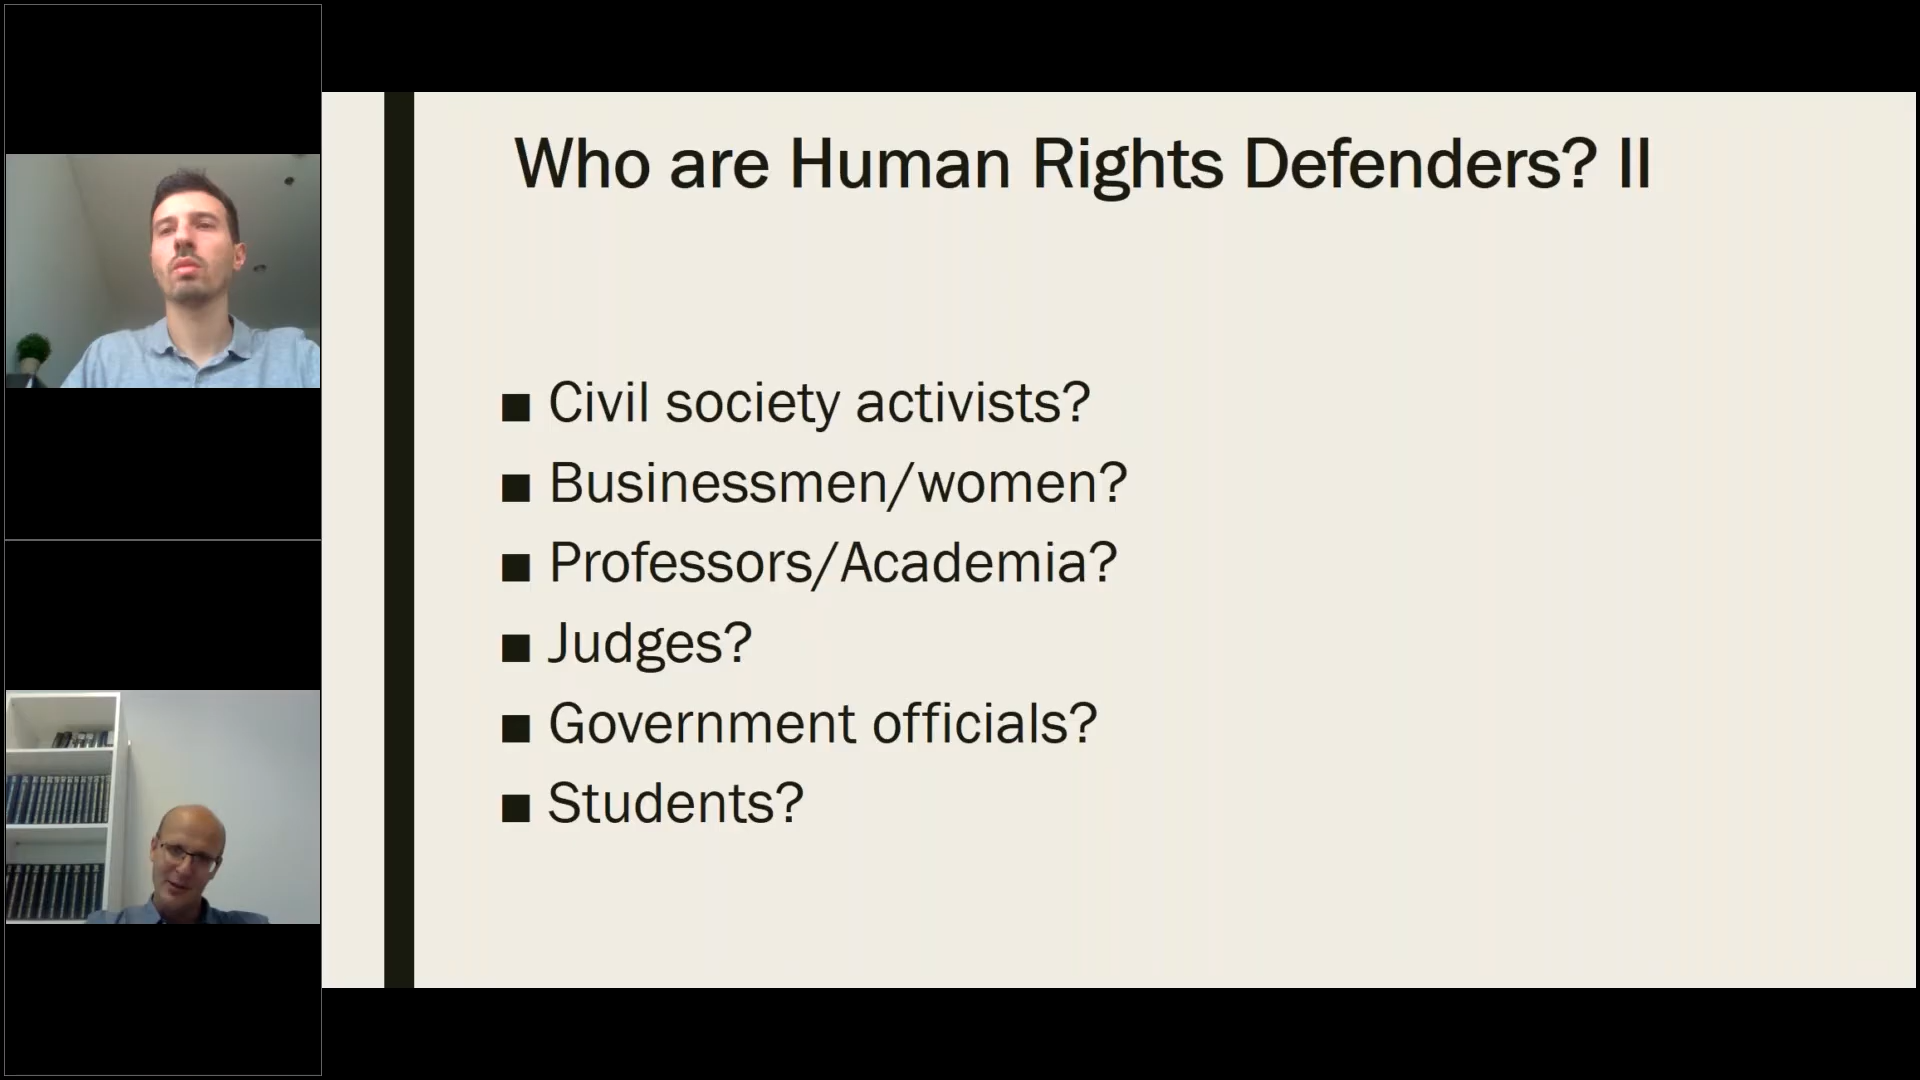 Who are Human Rights Defenders? II
■ Civil society activists?
■ Businessmen/women?
■ Professors/Academia?
■ Judges?
■ Government officials?
■ Students?